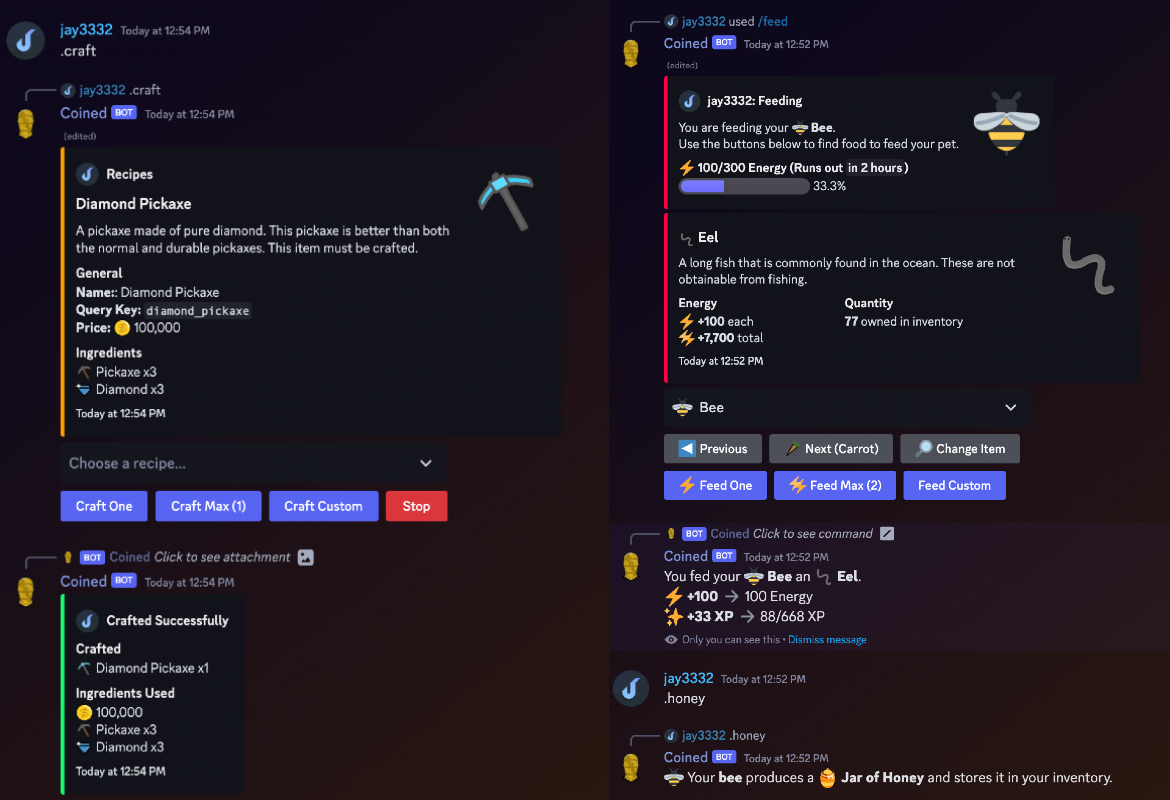 jay3332 Today at 12:54 PM
.craft
jay3332 .craft
Coined BOT Today at 12:54 PM
(edited)
Recipes
Diamond Pickaxe
A pickaxe made of pure diamond. This pickaxe is better than both
the normal and durable pickaxes. This item must be crafted.
General
Name:: Diamond Pickaxe
Query Key: diamond_pickaxe
Price: 100,000
Ingredients
Pickaxe x3
Diamond x3
Today at 12:54 PM
Choose a recipe...
Craft One Craft Max (1) Craft Custom Stop
BOT Coined Click to see attachment
Coined BOT Today at 12:54 PM
Crafted Successfully
Crafted
Diamond Pickaxe x1
Ingredients Used
100,000
Pickaxe x3
Diamond x3
Today at 12:54 PM
jay3332 used /feed
Coined BOT Today at 12:52 PM
(edited)
jay3332: Feeding
You are feeding your Bee.
Use the buttons below to find food to feed your pet.
100/300 Energy (Runs out in 2 hours)
33.3%
Eel
A long fish that is commonly found in the ocean. These are not
obtainable from fishing.
Energy Quantity
+100 each 77 owned in inventory
+7,700 total
Today at 12:52 PM
Bee
Previous Next (Carrot) Change Item
Feed One Feed Max (2) Feed Custom
BOT Coined Click to see command
Coined BOT Today at 12:52 PM
You fed your Bee an Eel.
+100 → 100 Energy
+33 XP → 88/668 XP
Only you can see this • Dismiss message
jay3332 Today at 12:52 PM
.honey
jay3332 .honey
Coined BOT Today at 12:52 PM
Your bee produces a Jar of Honey and stores it in your inventory.